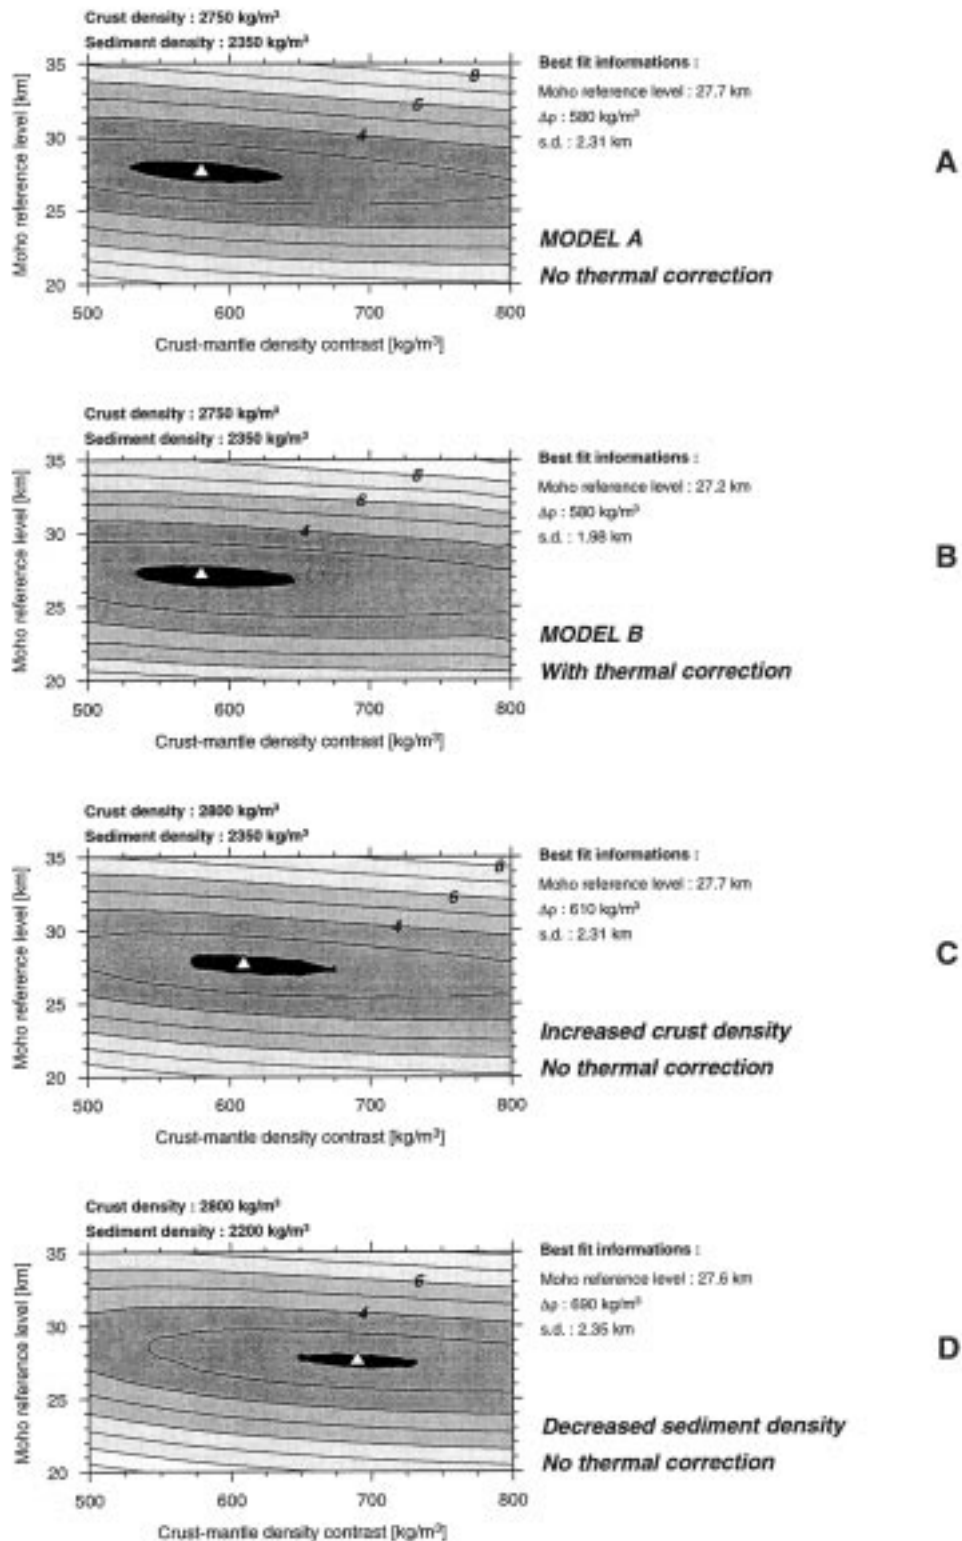 Crust density : 2750 kg/m³
Sediment density : 2350 kg/m³
35
30
25
20
500 600 700 800
Moho reference level [km]
Crust-mantle density contrast [kg/m³]
8
6
4
Best fit informations :
Moho reference level : 27.7 km
Δρ : 580 kg/m³
s.d. : 2.31 km
MODEL A
No thermal correction
A
Crust density : 2750 kg/m³
Sediment density : 2350 kg/m³
35
30
25
20
500 600 700 800
Moho reference level [km]
Crust-mantle density contrast [kg/m³]
6
4
Best fit informations :
Moho reference level : 27.2 km
Δρ : 580 kg/m³
s.d. : 1.98 km
MODEL B
With thermal correction
B
Crust density : 2800 kg/m³
Sediment density : 2350 kg/m³
35
30
25
20
500 600 700 800
Moho reference level [km]
Crust-mantle density contrast [kg/m³]
8
6
4
Best fit informations :
Moho reference level : 27.7 km
Δρ : 610 kg/m³
s.d. : 2.31 km
Increased crust density
No thermal correction
C
Crust density : 2800 kg/m³
Sediment density : 2200 kg/m³
35
30
25
20
500 600 700 800
Moho reference level [km]
Crust-mantle density contrast [kg/m³]
6
4
Best fit informations :
Moho reference level : 27.6 km
Δρ : 690 kg/m³
s.d. : 2.35 km
Decreased sediment density
No thermal correction
D